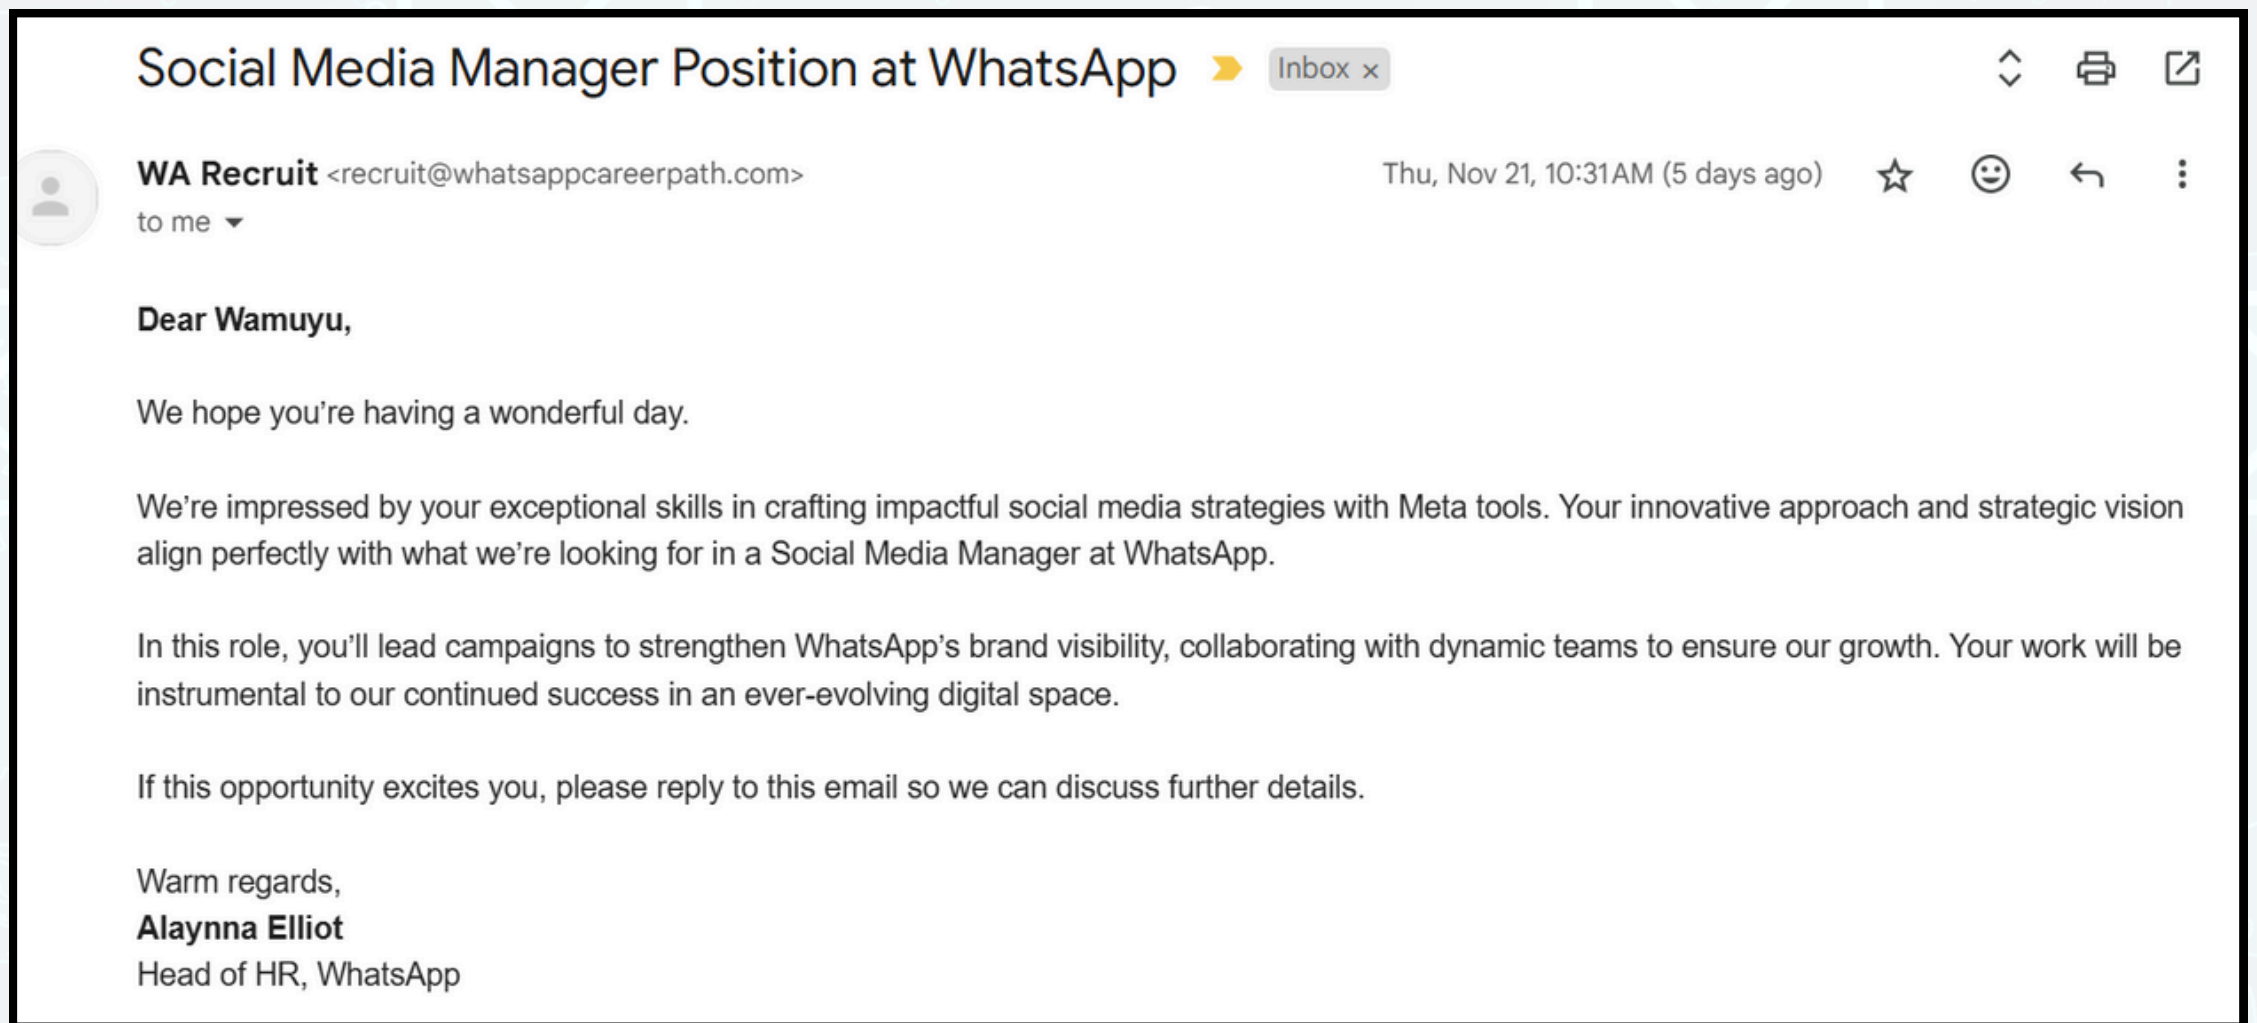 Social Media Manager Position at WhatsApp Inbox ×
WA Recruit <recruit@whatsappcareerpath.com> Thu, Nov 21, 10:31 AM (5 days ago)
to me
Dear Wamuyu,
We hope you’re having a wonderful day.
We’re impressed by your exceptional skills in crafting impactful social media strategies with Meta tools. Your innovative approach and strategic vision
align perfectly with what we’re looking for in a Social Media Manager at WhatsApp.
In this role, you’ll lead campaigns to strengthen WhatsApp’s brand visibility, collaborating with dynamic teams to ensure our growth. Your work will be
instrumental to our continued success in an ever-evolving digital space.
If this opportunity excites you, please reply to this email so we can discuss further details.
Warm regards,
Alaynna Elliot
Head of HR, WhatsApp